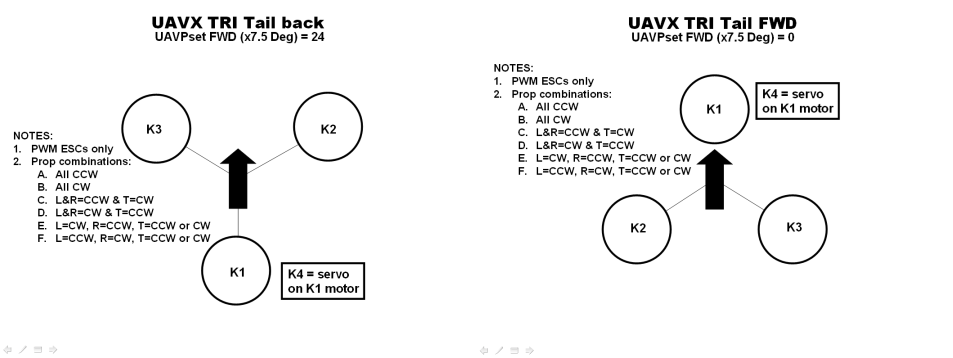 UAVX TRI Tail back
UAVPset FWD (x7.5 Deg) = 24
K3
K2
NOTES:
1. PWM ESCs only
2. Prop combinations:
A. All CCW
B. All CW
C. L&R=CCW & T=CW
D. L&R=CW & T=CCW
E. L=CW, R=CCW, T=CCW or CW
F. L=CCW, R=CW, T=CCW or CW
K1
K4 = servo
on K1 motor
UAVX TRI Tail FWD
UAVPset FWD (x7.5 Deg) = 0
NOTES:
1. PWM ESCs only
2. Prop combinations:
A. All CCW
B. All CW
C. L&R=CCW & T=CW
D. L&R=CW & T=CCW
E. L=CW, R=CCW, T=CCW or CW
F. L=CCW, R=CW, T=CCW or CW
K1
K4 = servo
on K1 motor
K2
K3